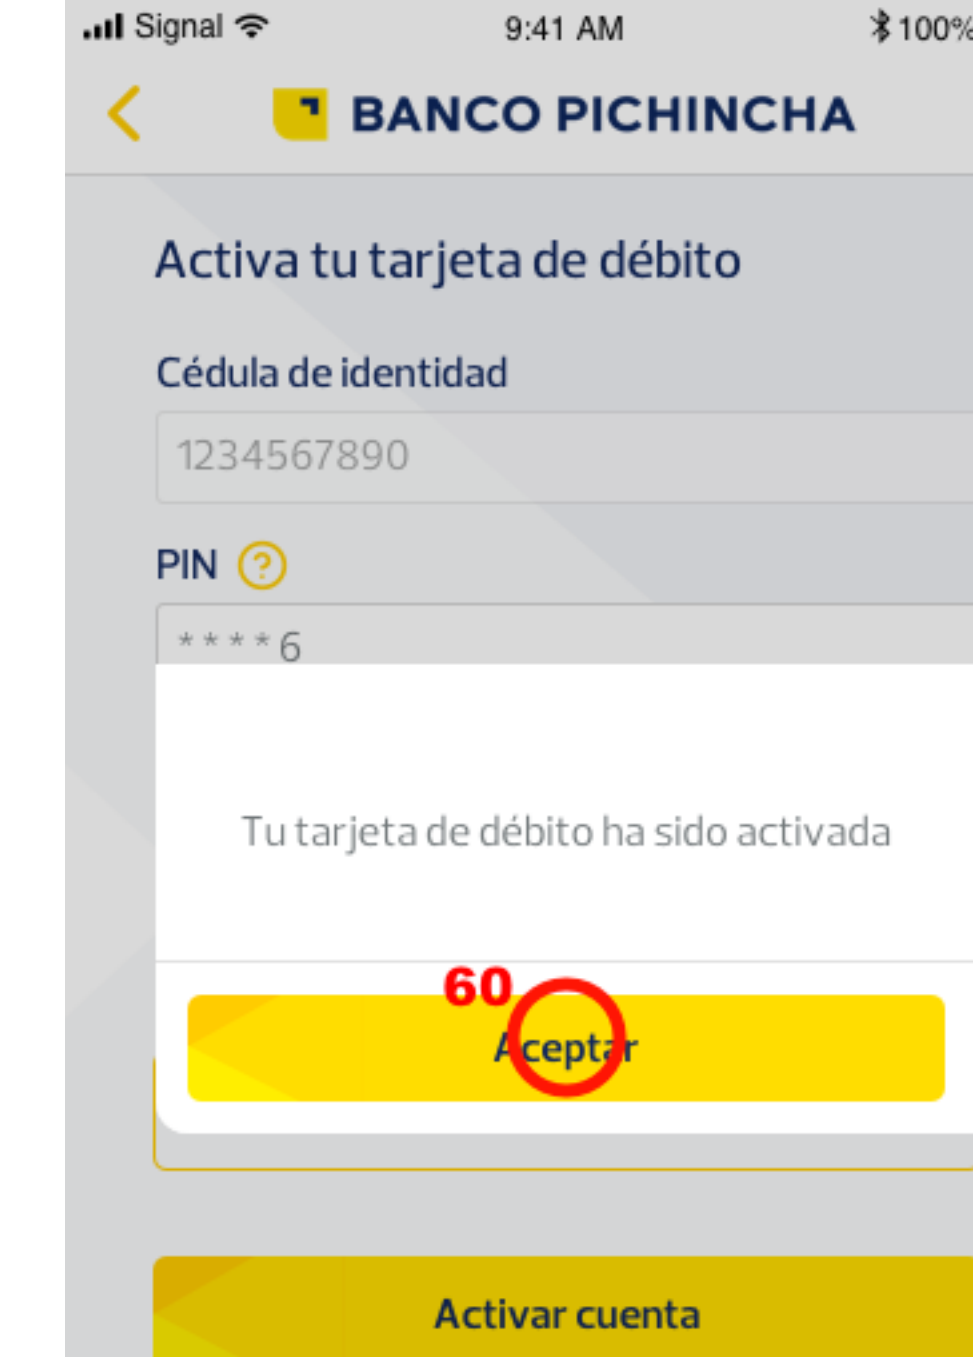 Signal 9:41 AM 100%
BANCO PICHINCHA
Activa tu tarjeta de débito
Cédula de identidad
1234567890
PIN ?
****6
Tu tarjeta de débito ha sido activada
60
Aceptar
Activar cuenta